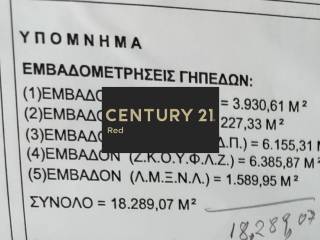 ΥΠΟΜΝΗΜΑ
ΕΜΒΑΔΟΜΕΤΡΗΣΕΙΣ ΓΗΠΕΔΩΝ:
(1)ΕΜΒΑΔΟ = 3.930,61 Μ²
(2)ΕΜΒΑΔΟ 227,33 Μ²
CENTURY 21
Red
(3)ΕΜΒΑΔΟ Δ.Π.) = 6.155,31 Μ
(4)ΕΜΒΑΔΟΝ (Ζ.Κ.Ο.Υ.Φ.Λ.Ζ.) = 6.385,87 Μ²
(5)ΕΜΒΑΔΟΝ (Λ.Μ.Ξ.Ν.Λ.) = 1.589,95 Μ²
ΣΥΝΟΛΟ = 18.289,07 Μ²
18.289,07